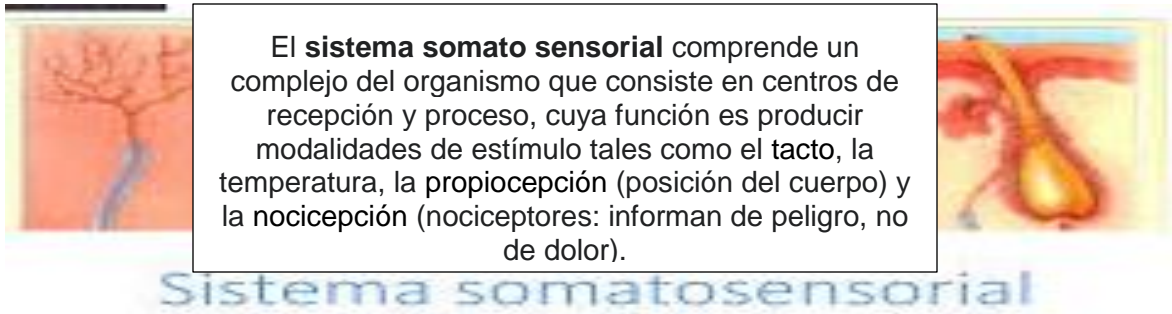 El sistema somato sensorial comprende un
complejo del organismo que consiste en centros de
recepción y proceso, cuya función es producir
modalidades de estímulo tales como el tacto, la
temperatura, la propiocepción (posición del cuerpo) y
la nocicepción (nociceptores: informan de peligro, no
de dolor).
Sistema somatosensorial